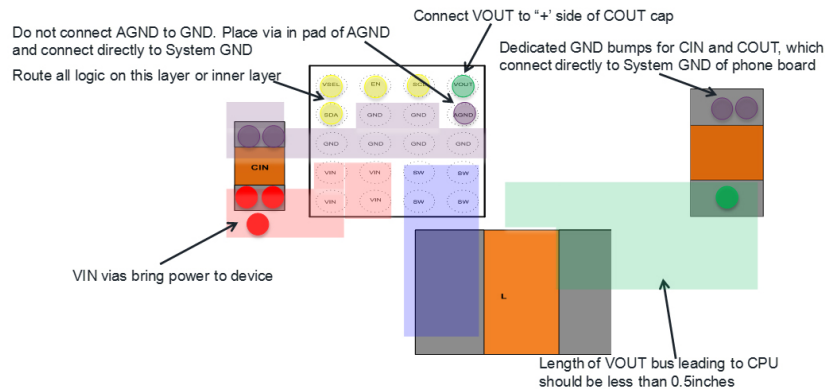 Connect VOUT to “+’ side of COUT cap
Do not connect AGND to GND. Place via in pad of AGND
and connect directly to System GND
Dedicated GND bumps for CIN and COUT, which
connect directly to System GND of phone board
Route all logic on this layer or inner layer
VSEL EN SCL VOUT
SDA GND GND AGND
GND GND GND GND
CIN
VIN VIN SW SW
VIN VIN SW SW
VIN vias bring power to device
L
Length of VOUT bus leading to CPU
should be less than 0.5inches